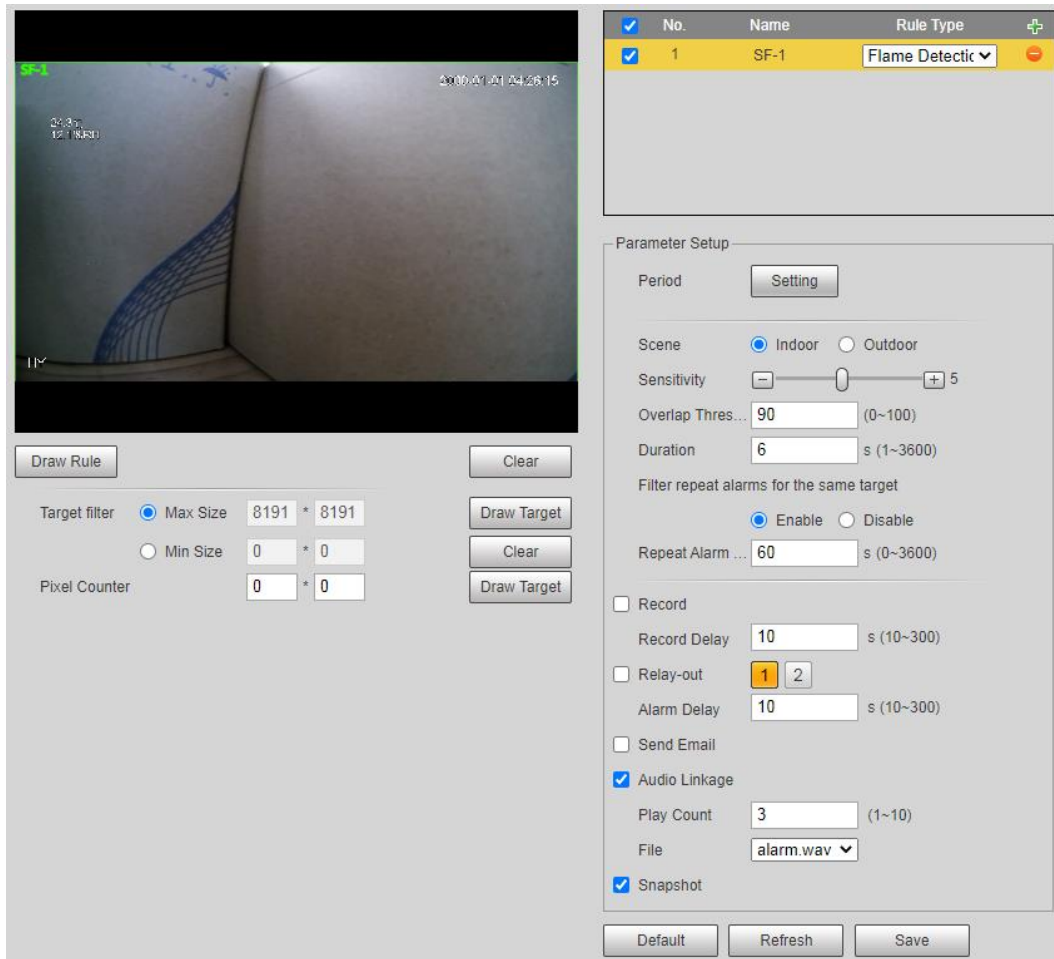 SF-1
No. Name Rule Type
1 SF-1 Flame Detectic
Draw Rule
Clear
Target filter Max Size 8191 * 8191 Draw Target
Min Size 0 * 0 Clear
Pixel Counter 0 * 0 Draw Target
Parameter Setup
Period Setting
Scene Indoor Outdoor
Sensitivity - + 5
Overlap Thres... 90 (0~100)
Duration 6 s (1~3600)
Filter repeat alarms for the same target
Enable Disable
Repeat Alarm ... 60 s (0~3600)
Record
Record Delay 10 s (10~300)
Relay-out 1 2
Alarm Delay 10 s (10~300)
Send Email
Audio Linkage
Play Count 3 (1~10)
File alarm.wav
Snapshot
Default Refresh Save